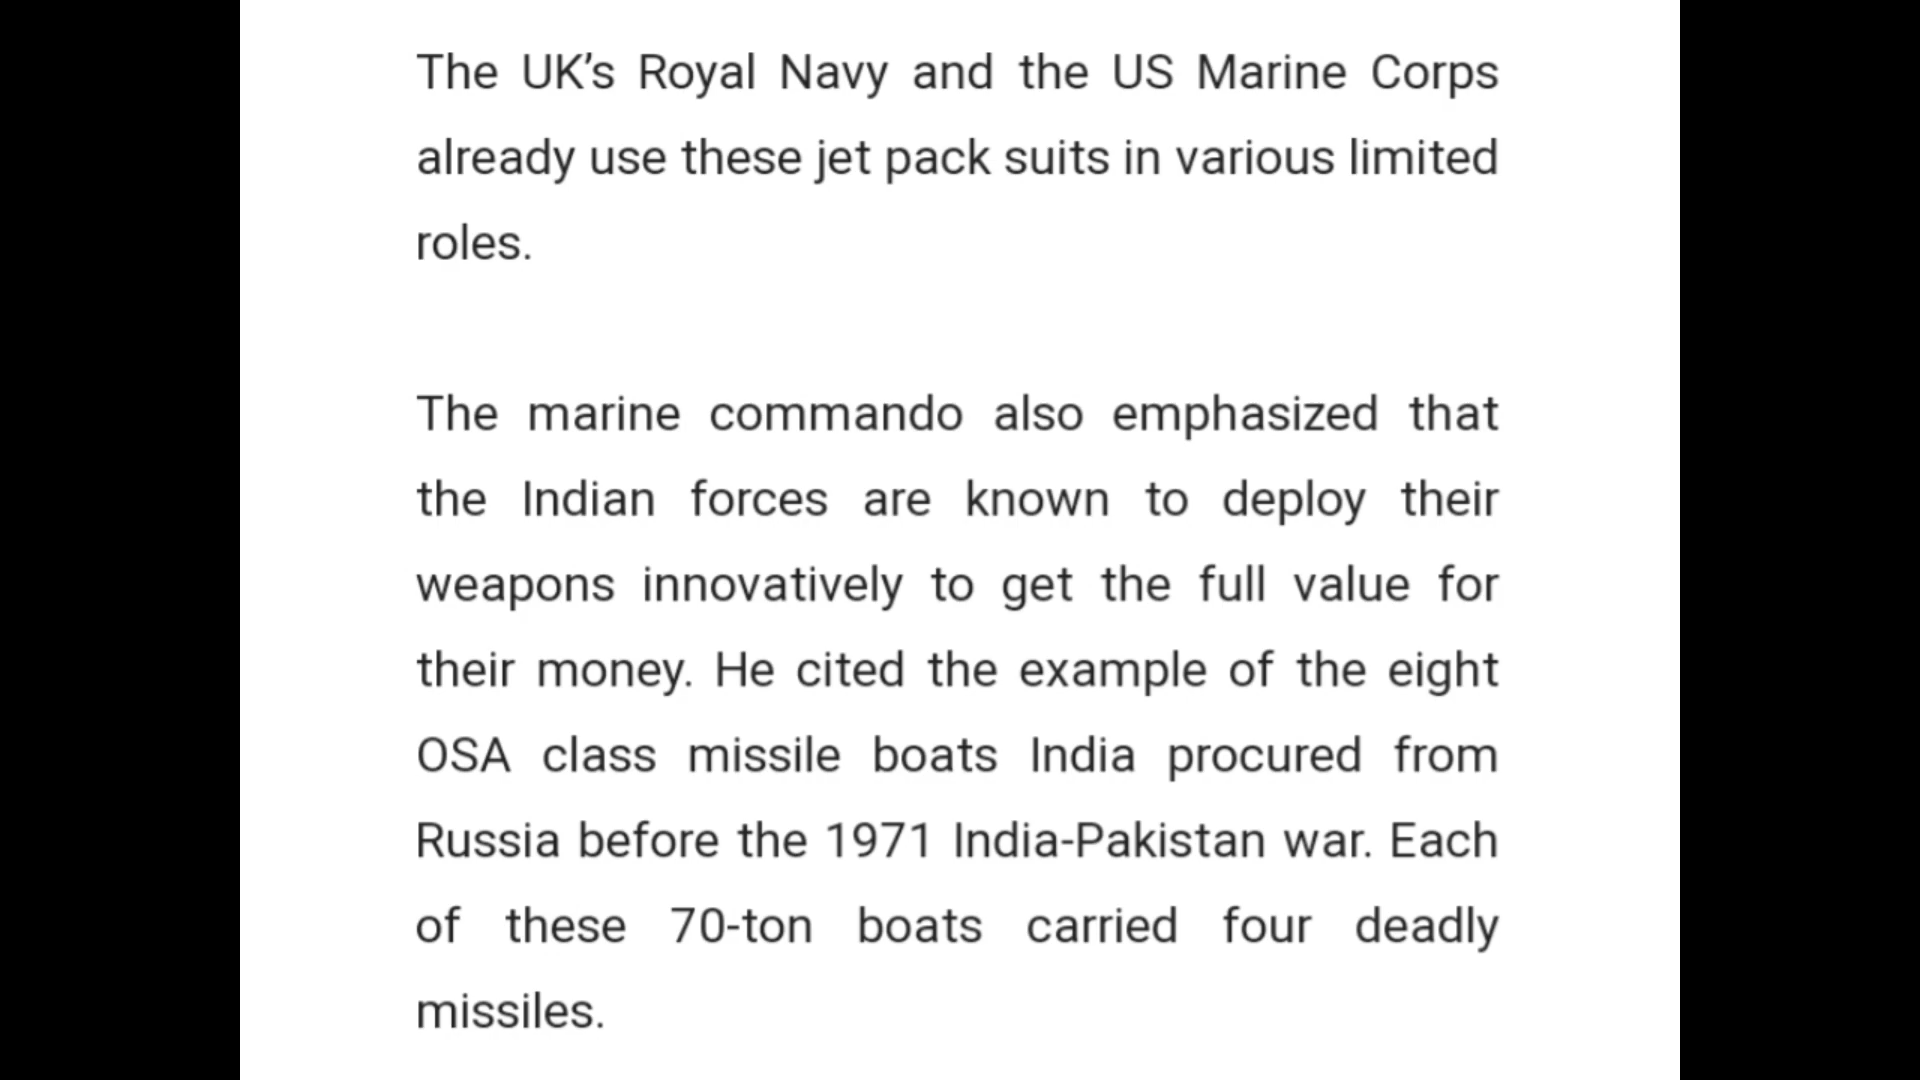 The UK’s Royal Navy and the US Marine Corps
already use these jet pack suits in various limited
roles.
The marine commando also emphasized that
the Indian forces are known to deploy their
weapons innovatively to get the full value for
their money. He cited the example of the eight
OSA class missile boats India procured from
Russia before the 1971 India-Pakistan war. Each
of these 70-ton boats carried four deadly
missiles.